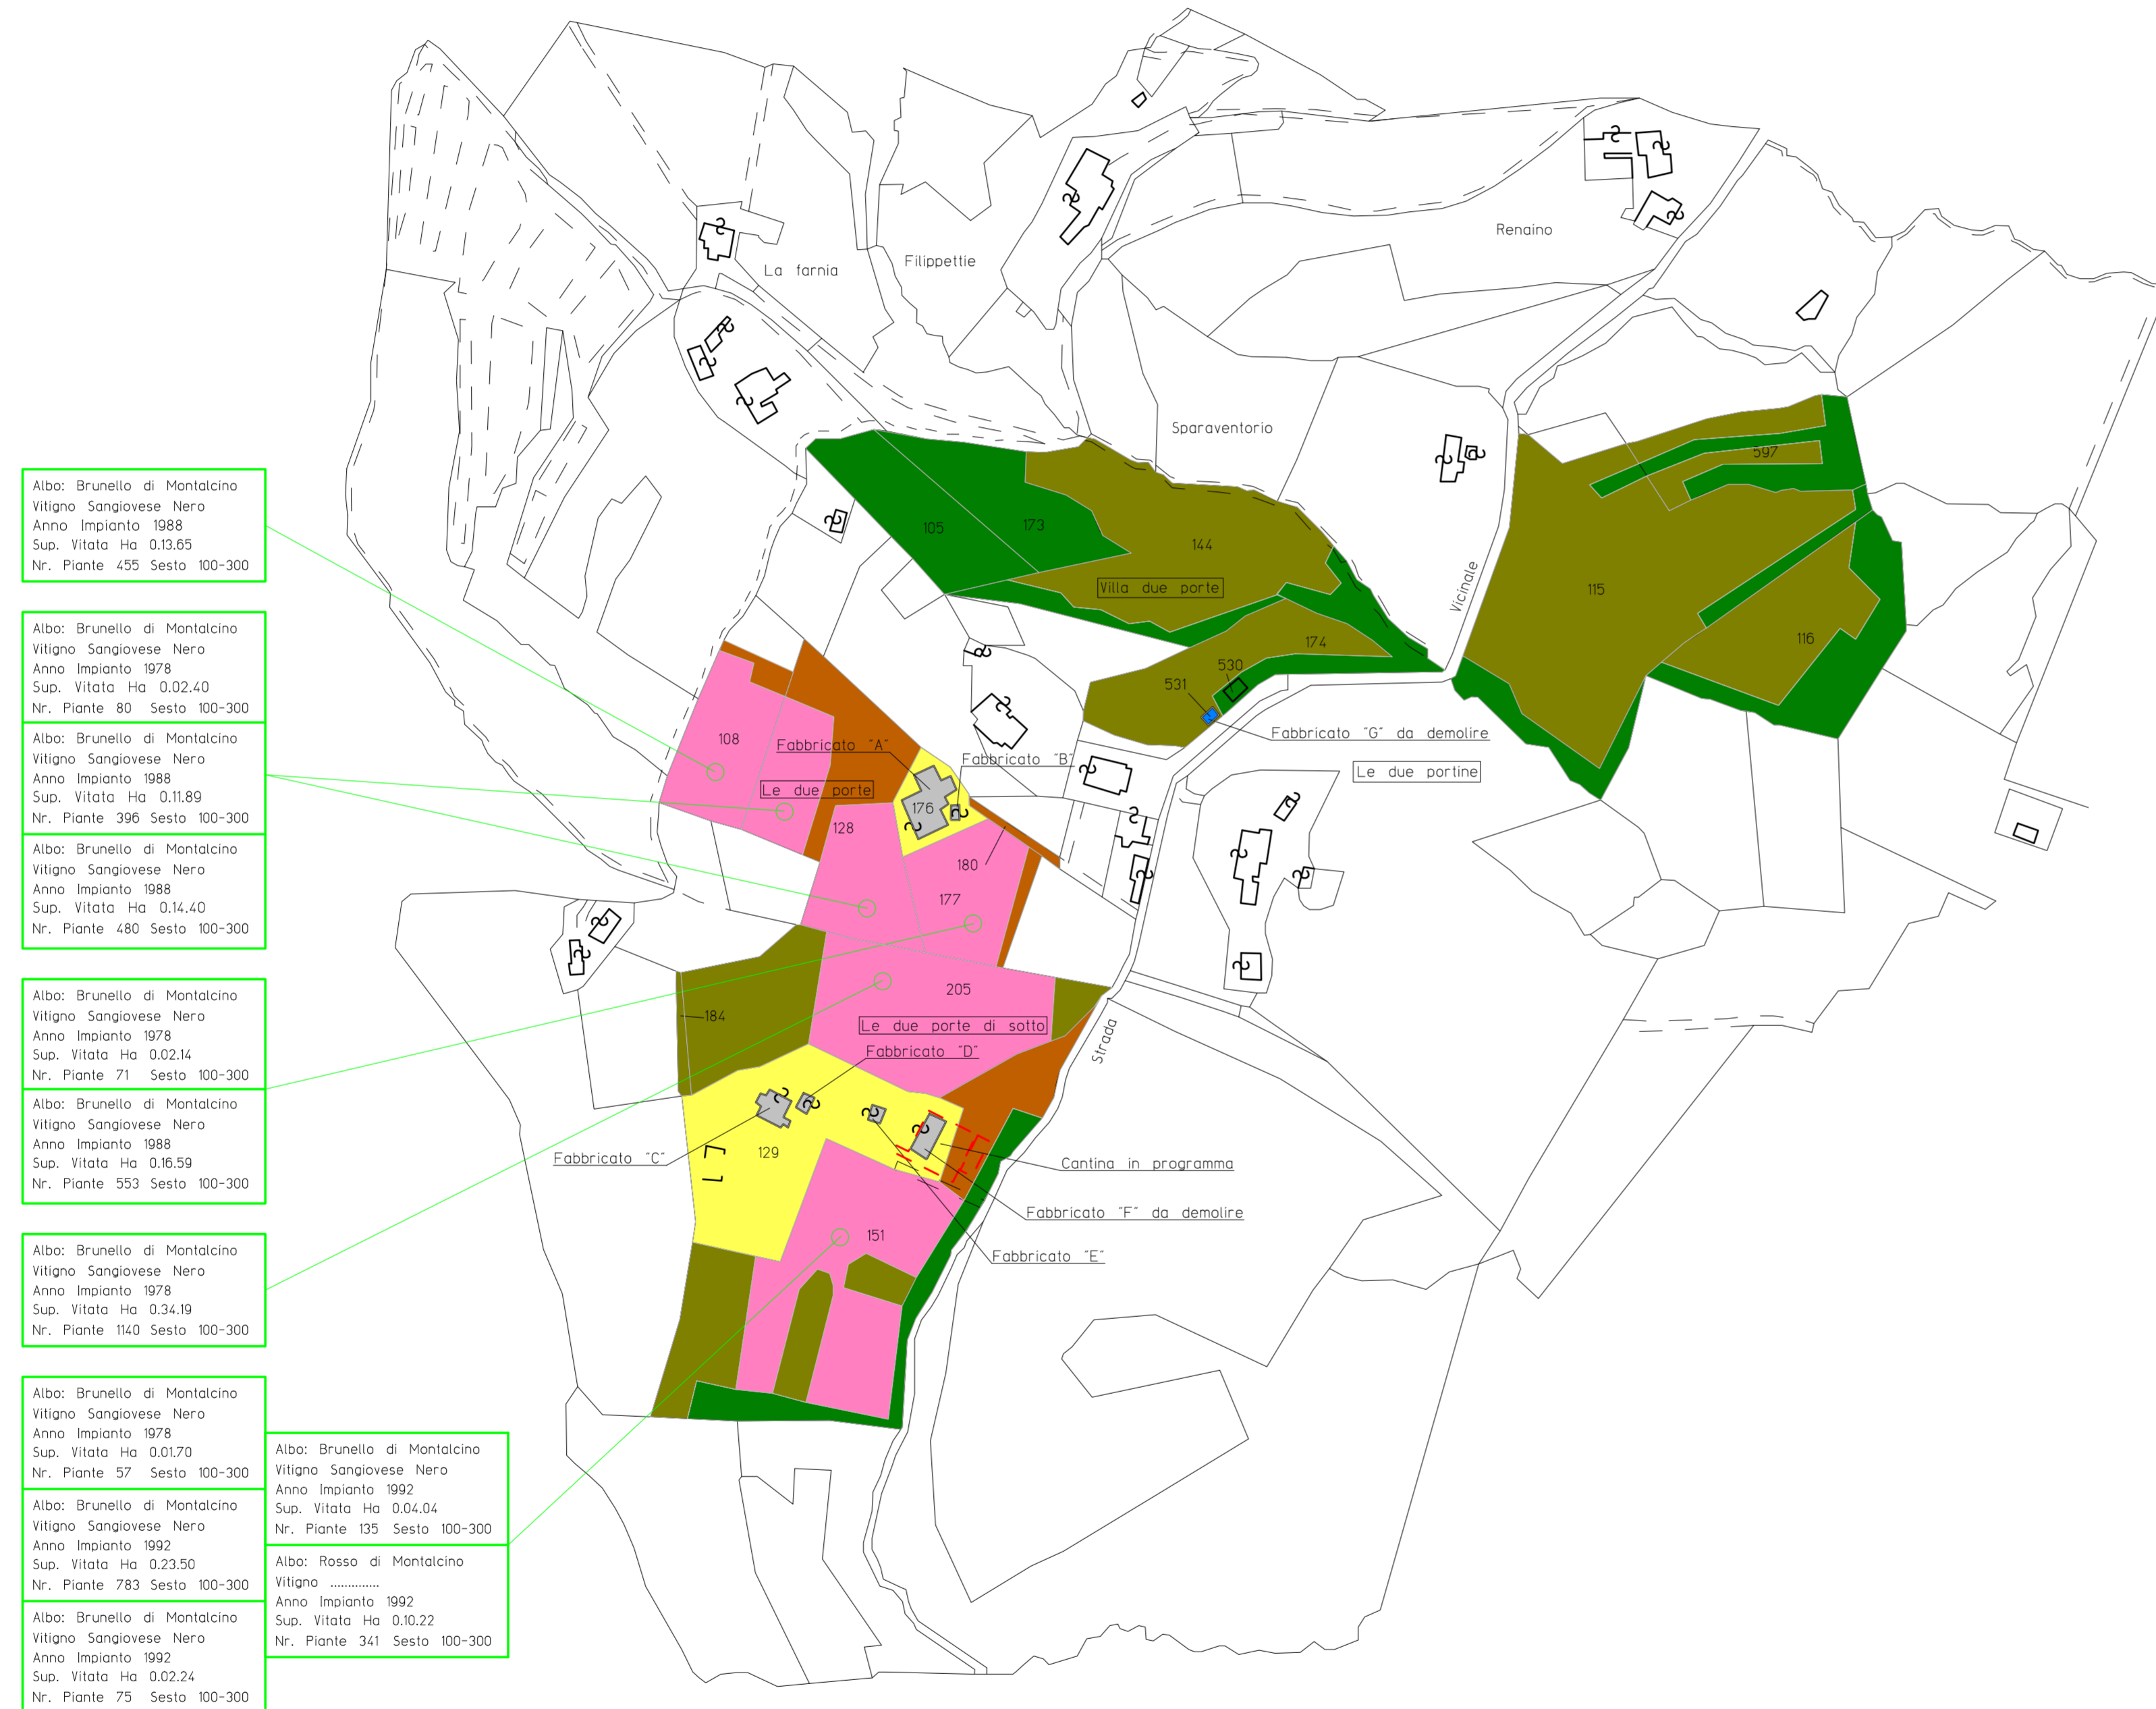 Albo: Brunello di Montalcino
Vitigno Sangiovese Nero
Anno Impianto 1988
Sup. Vitata Ha 0.13.65
Nr. Piante 455 Sesto 100-300
Albo: Brunello di Montalcino
Vitigno Sangiovese Nero
Anno Impianto 1978
Sup. Vitata Ha 0.02.40
Nr. Piante 80 Sesto 100-300
Albo: Brunello di Montalcino
Vitigno Sangiovese Nero
Anno Impianto 1988
Sup. Vitata Ha 0.11.89
Nr. Piante 396 Sesto 100-300
Albo: Brunello di Montalcino
Vitigno Sangiovese Nero
Anno Impianto 1988
Sup. Vitata Ha 0.14.40
Nr. Piante 480 Sesto 100-300
Albo: Brunello di Montalcino
Vitigno Sangiovese Nero
Anno Impianto 1978
Sup. Vitata Ha 0.02.14
Nr. Piante 71 Sesto 100-300
Albo: Brunello di Montalcino
Vitigno Sangiovese Nero
Anno Impianto 1988
Sup. Vitata Ha 0.16.59
Nr. Piante 553 Sesto 100-300
Albo: Brunello di Montalcino
Vitigno Sangiovese Nero
Anno Impianto 1978
Sup. Vitata Ha 0.34.19
Nr. Piante 1140 Sesto 100-300
Albo: Brunello di Montalcino
Vitigno Sangiovese Nero
Anno Impianto 1978
Sup. Vitata Ha 0.01.70
Nr. Piante 57 Sesto 100-300
Albo: Brunello di Montalcino
Vitigno Sangiovese Nero
Anno Impianto 1992
Sup. Vitata Ha 0.23.50
Nr. Piante 783 Sesto 100-300
Albo: Brunello di Montalcino
Vitigno Sangiovese Nero
Anno Impianto 1992
Sup. Vitata Ha 0.02.24
Nr. Piante 75 Sesto 100-300
Albo: Brunello di Montalcino
Vitigno Sangiovese Nero
Anno Impianto 1992
Sup. Vitata Ha 0.04.04
Nr. Piante 135 Sesto 100-300
Albo: Rosso di Montalcino
Vitigno ..............
Anno Impianto 1992
Sup. Vitata Ha 0.10.22
Nr. Piante 341 Sesto 100-300
La farnia
Filippettie
Renaino
Sparaventorio
597
105
173
144
Villa due porte
Vicinale
115
116
174
530
531
Fabbricato "G" da demolire
Le due portine
108
Fabbricato "A"
Fabbricato "B"
Le due porte
176
128
180
177
205
184
Le due porte di sotto
Strada
Fabbricato "D"
129
Fabbricato "C"
Cantina in programma
Fabbricato "F" da demolire
151
Fabbricato "E"